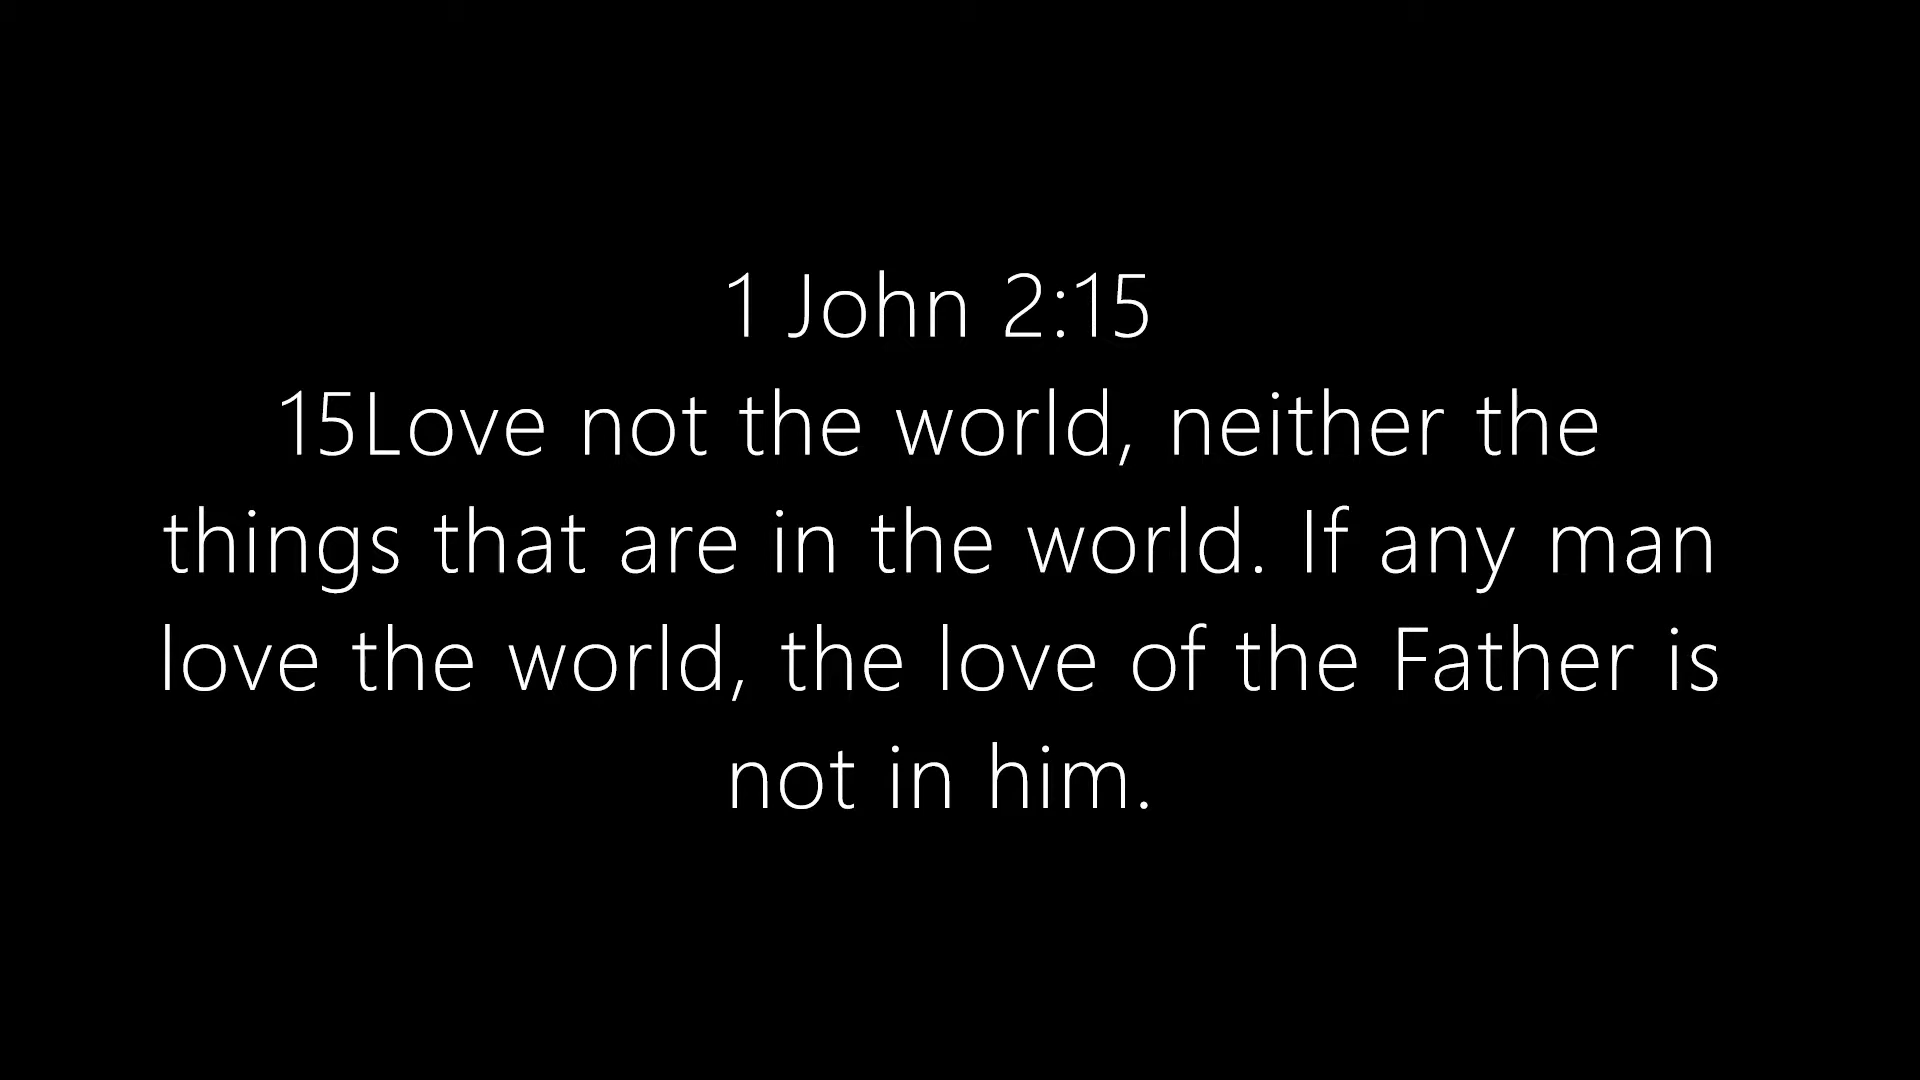 1 John 2:15
15Love not the world, neither the
things that are in the world. If any man
love the world, the love of the Father is
not in him.